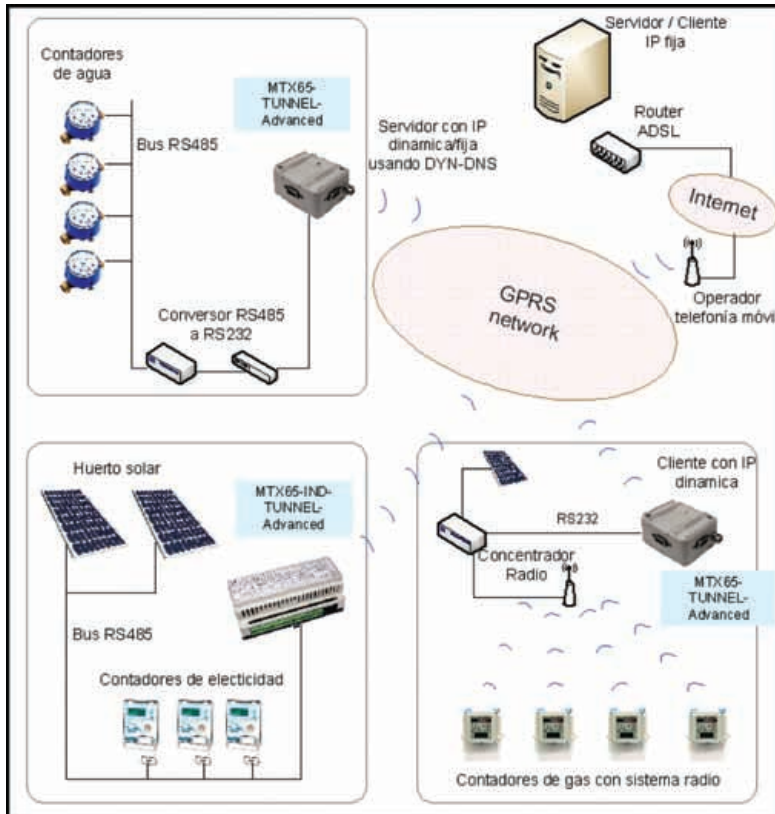 Contadores
de agua
MTX65-
TUNNEL-
Advanced
Bus RS485
Conversor RS485
a RS232
Servidor con IP
dinamica/fija
usando DYN-DNS
Servidor / Cliente
IP fija
Router
ADSL
Internet
Operador
telefonía móvil
GPRS
network
Huerto solar
MTX65-IND-
TUNNEL-
Advanced
Bus RS485
Contadores de electicidad
Cliente con IP
dinamica
RS232
Concentrador
Radio
MTX65-
TUNNEL-
Advanced
Contadores de gas con sistema radio